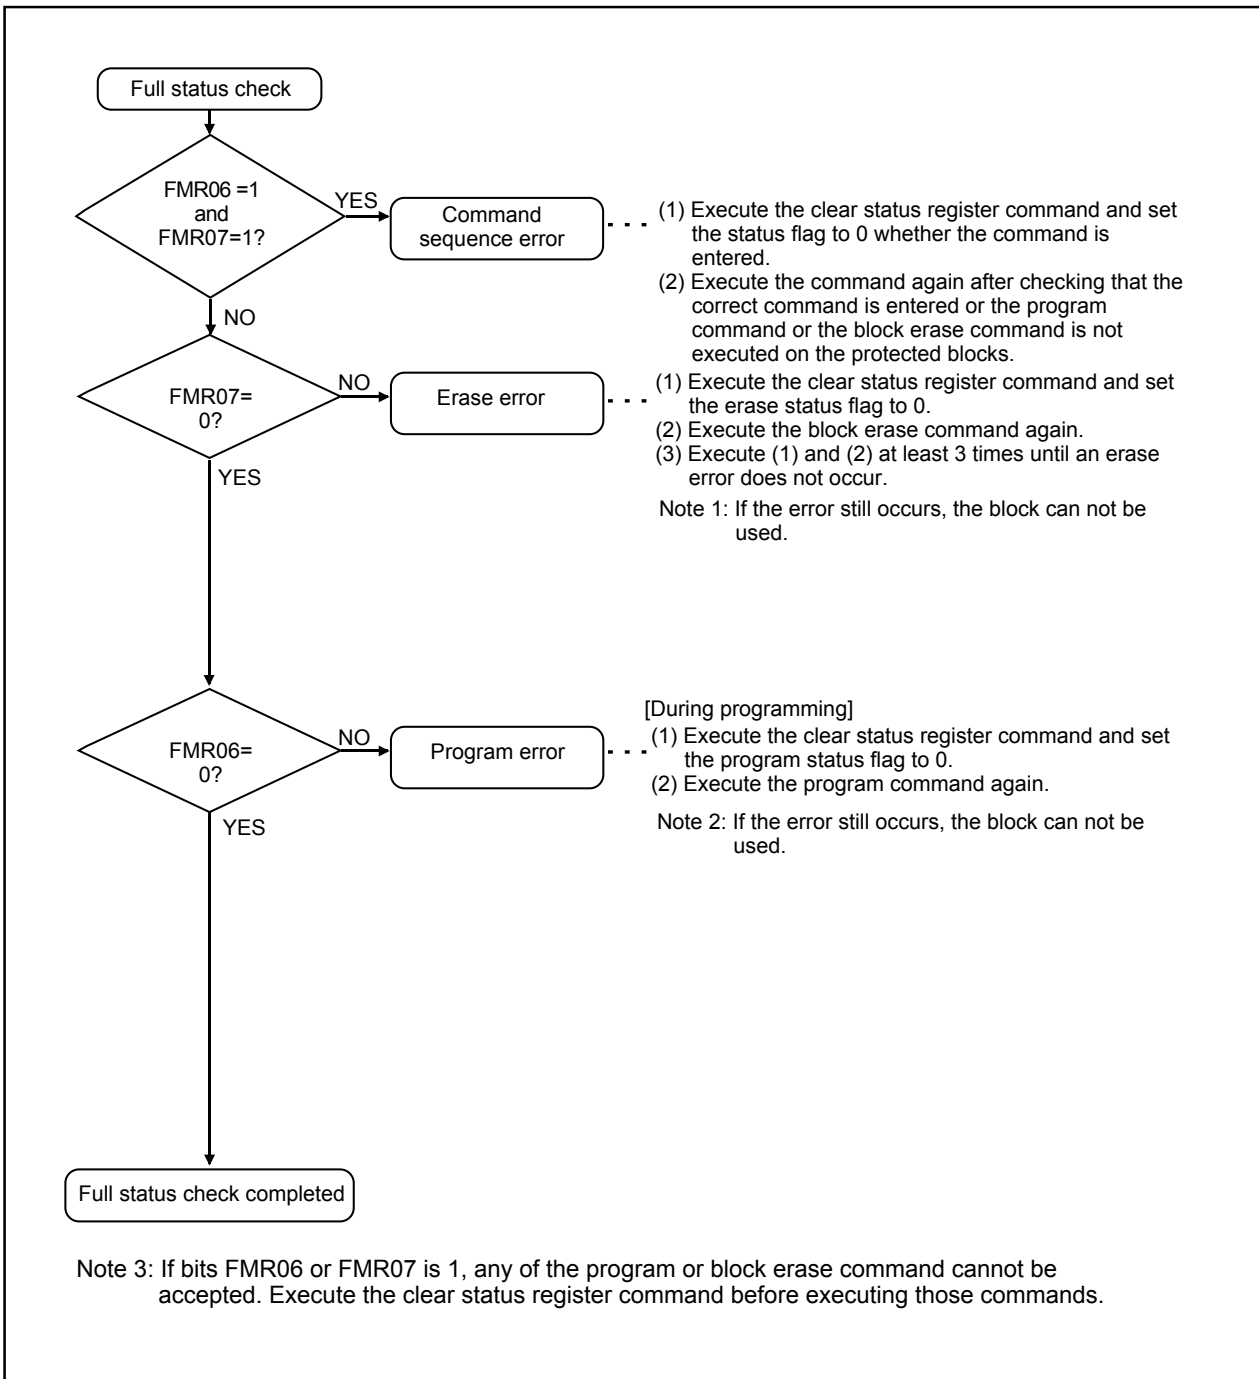 Full status check
FMR06 =1
and
FMR07=1?
YES
Command
sequence error
(1) Execute the clear status register command and set
the status flag to 0 whether the command is
entered.
(2) Execute the command again after checking that the
correct command is entered or the program
command or the block erase command is not
executed on the protected blocks.
NO
FMR07=
0?
NO
Erase error
(1) Execute the clear status register command and set
the erase status flag to 0.
(2) Execute the block erase command again.
(3) Execute (1) and (2) at least 3 times until an erase
error does not occur.
Note 1: If the error still occurs, the block can not be
used.
YES
FMR06=
0?
NO
Program error
[During programming]
(1) Execute the clear status register command and set
the program status flag to 0.
(2) Execute the program command again.
Note 2: If the error still occurs, the block can not be
used.
YES
Full status check completed
Note 3: If bits FMR06 or FMR07 is 1, any of the program or block erase command cannot be
accepted. Execute the clear status register command before executing those commands.